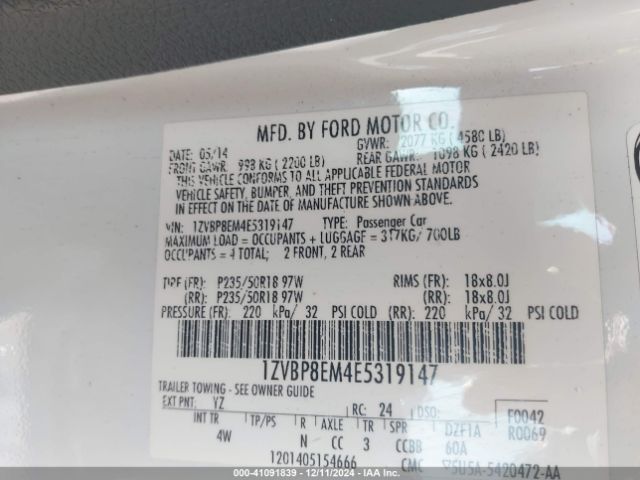 MFD. BY FORD MOTOR CO.
DATE: 05/14
GVWR: 2077 KG ( 4580 LB)
FRONT GAWR: 998 KG ( 2200 LB)
REAR GAWR: 1098 KG ( 2420 LB)
THIS VEHICLE CONFORMS TO ALL APPLICABLE FEDERAL MOTOR
VEHICLE SAFETY, BUMPER, AND THEFT PREVENTION STANDARDS
IN EFFECT ON THE DATE OF MANUFACTURE SHOWN ABOVE.
VIN: 1ZVBP8EM4E5319147 TYPE: Passenger Car
MAXIMUM LOAD = OCCUPANTS + LUGGAGE = 317KG/ 700LB
OCCUPANTS = 4 TOTAL; 2 FRONT, 2 REAR
TIRE (FR): P235/50R18 97W RIMS (FR): 18x8.0J
(RR): P235/50R18 97W (RR): 18x8.0J
PRESSURE (FR): 220 kPa/ 32 PSI COLD (RR): 220 kPa/ 32 PSI COLD
1ZVBP8EM4E5319147
TRAILER TOWING - SEE OWNER GUIDE
EXT PNT: YZ RC: 24 DSO: F0042
INT TR TP/PS R AXLE TR SPR DZF1A R0069
4W N CC 3 CCBB 60A
1201405154666 CMC 5U5A-5420472-AA
Stock# - 41091839 - 12/11/2024 - IAAI.COM